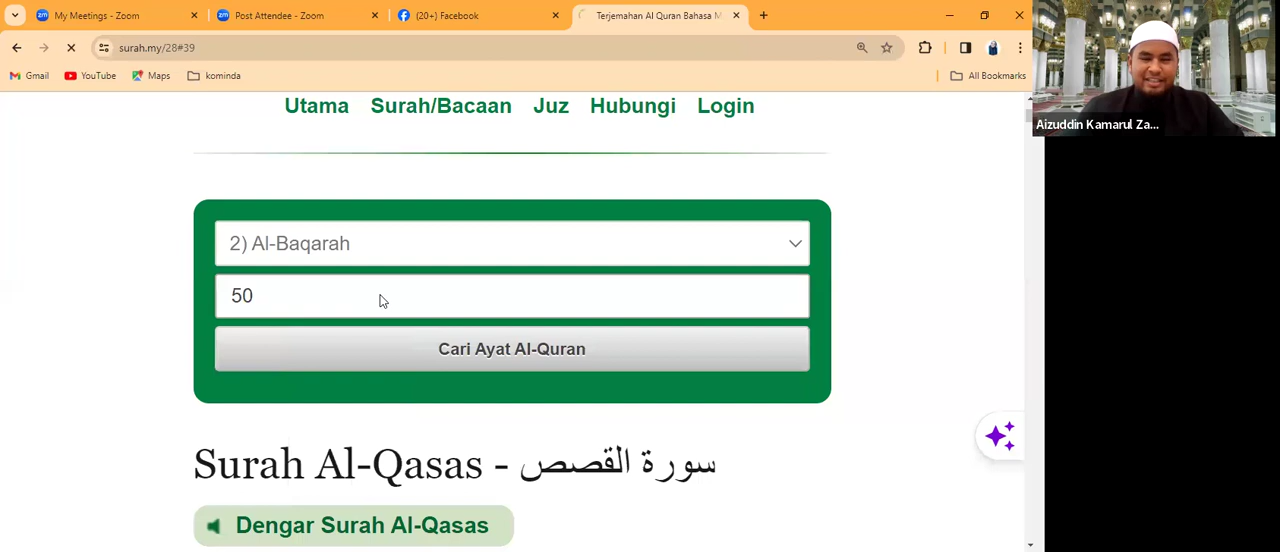 My Meetings - Zoom
Post Attendee - Zoom
(20+) Facebook
Terjemahan Al Quran Bahasa M
surah.my/28#39
Gmail
YouTube
Maps
kominda
All Bookmarks
Aizuddin Kamarul Za...
Utama Surah/Bacaan Juz Hubungi Login
2) Al-Baqarah
50
Cari Ayat Al-Quran
Surah Al-Qasas - سورة القصص
Dengar Surah Al-Qasas